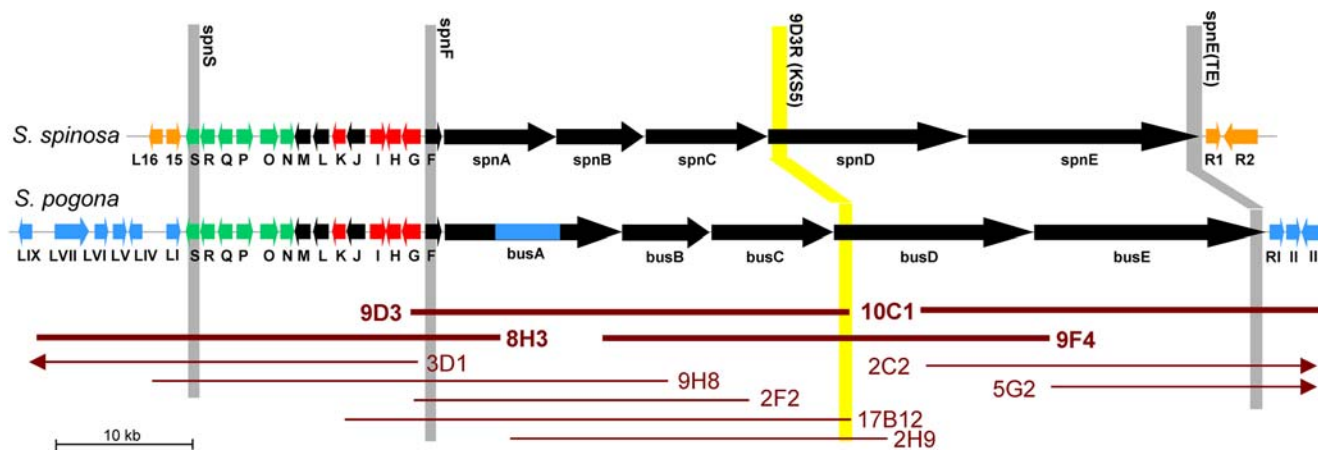 spnS
spnF
9D3R (KS5)
spnE(TE)
S. spinosa
L16 15 S R Q P O N M L K J I H G F spnA spnB spnC spnD spnE R1 R2
S. pogona
LIX LVII LVI LV LIV LI S R Q P O N M L K J I H G F busA busB busC busD busE RI II II
9D3 10C1
8H3 9F4
3D1 2C2
9H8 5G2
2F2
17B12
2H9
10 kb